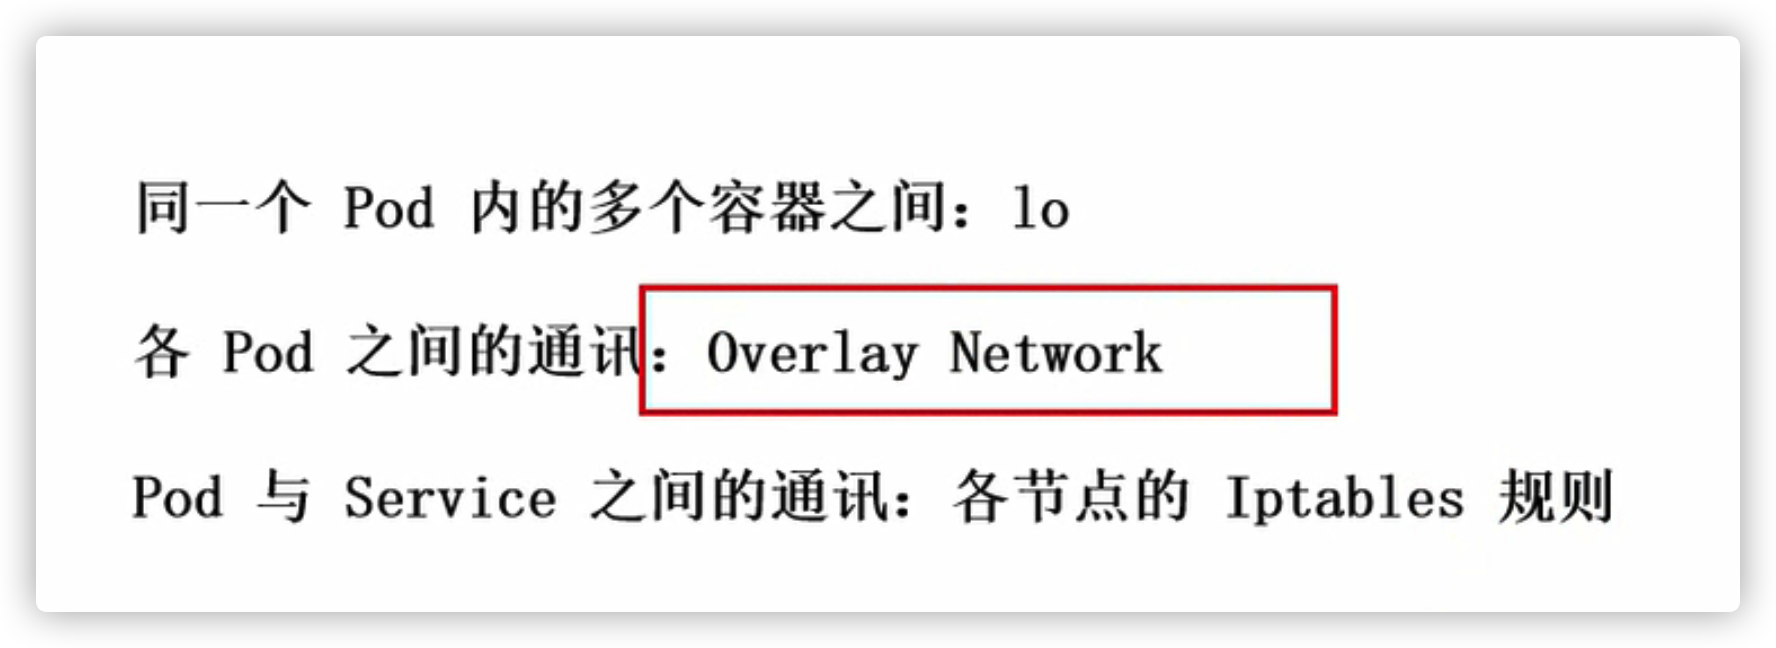 同一个 Pod 内的多个容器之间：lo
各 Pod 之间的通讯：Overlay Network
Pod 与 Service 之间的通讯：各节点的 Iptables 规则